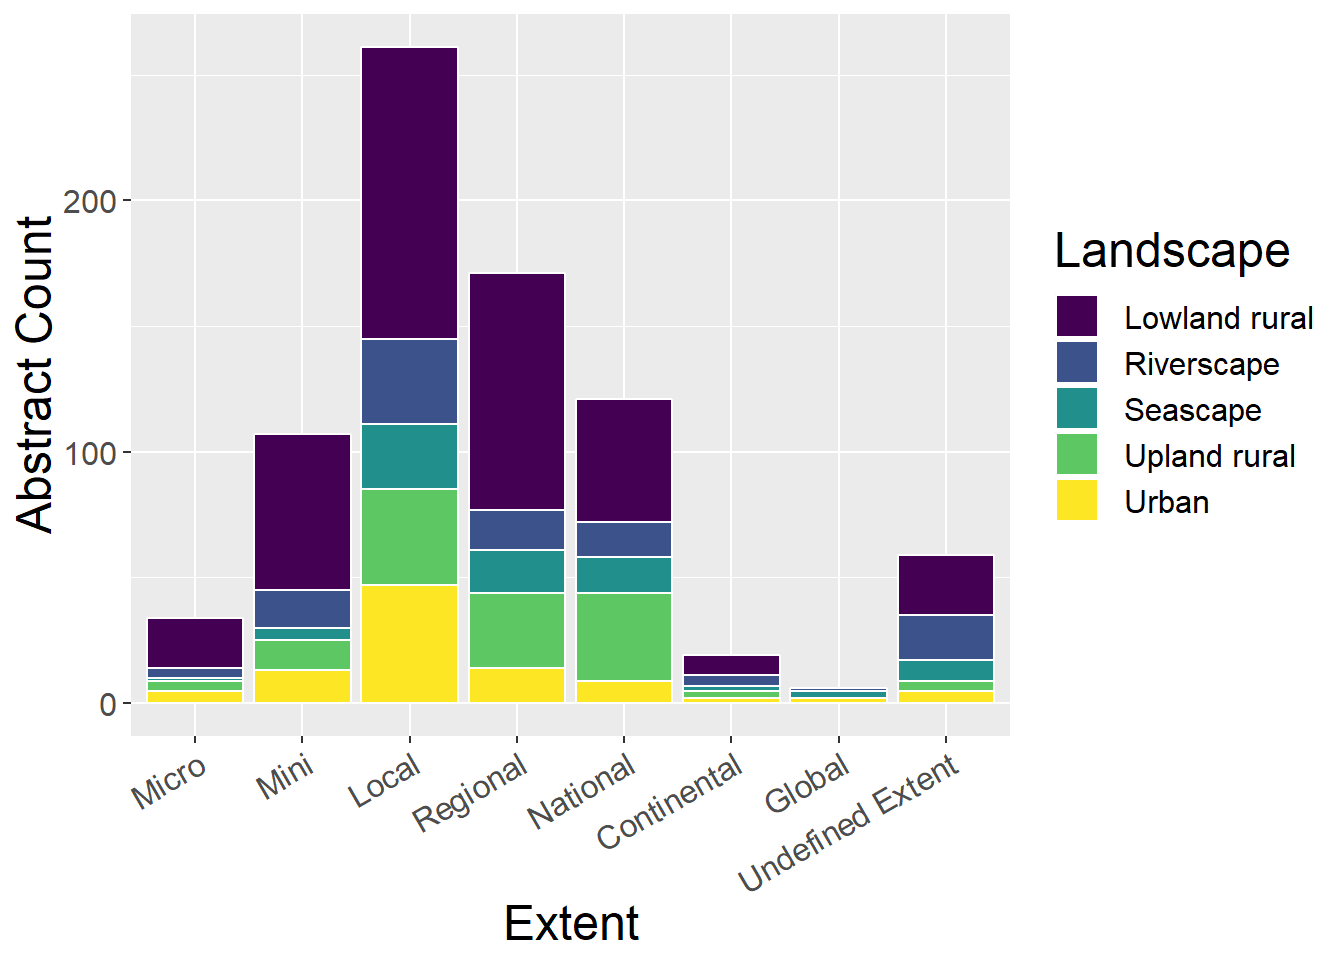 Abstract Count
200
100
0
Micro
Mini
Local
Regional
National
Continental
Global
Undefined Extent
Extent
Landscape
Lowland rural
Riverscape
Seascape
Upland rural
Urban